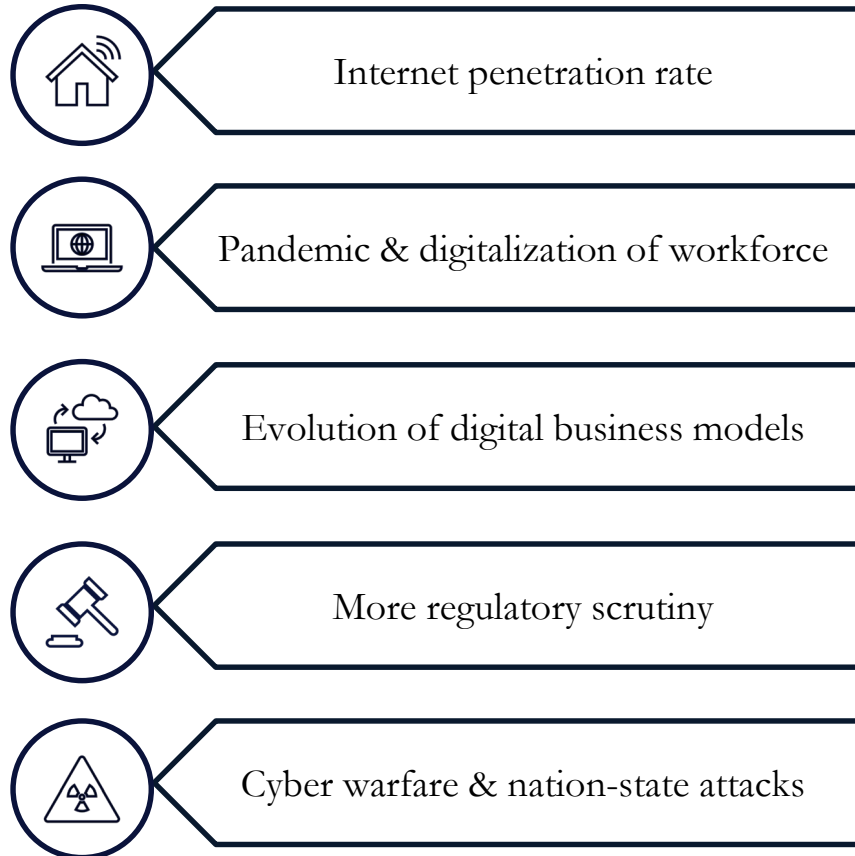 Internet penetration rate
Pandemic & digitalization of workforce
Evolution of digital business models
More regulatory scrutiny
Cyber warfare & nation-state attacks